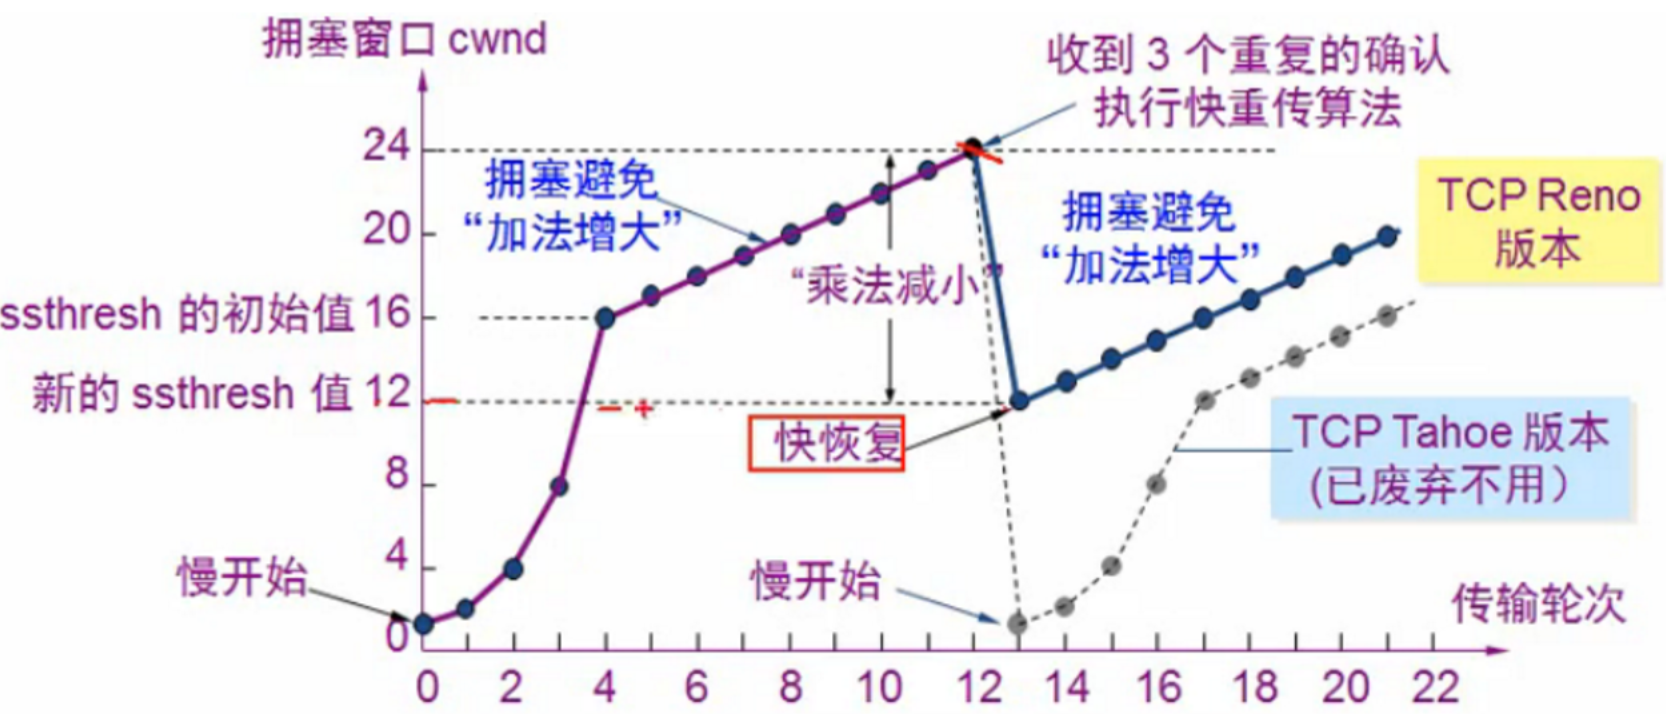 拥塞窗口 cwnd
收到 3 个重复的确认
执行快重传算法
24
拥塞避免
“加法增大”
拥塞避免
“加法增大”
TCP Reno
版本
20
“乘法减小”
ssthresh 的初始值 16
新的 ssthresh 值 12
快恢复
TCP Tahoe 版本
(已废弃不用）
8
4
慢开始
慢开始
传输轮次
0
0 2 4 6 8 10 12 14 16 18 20 22